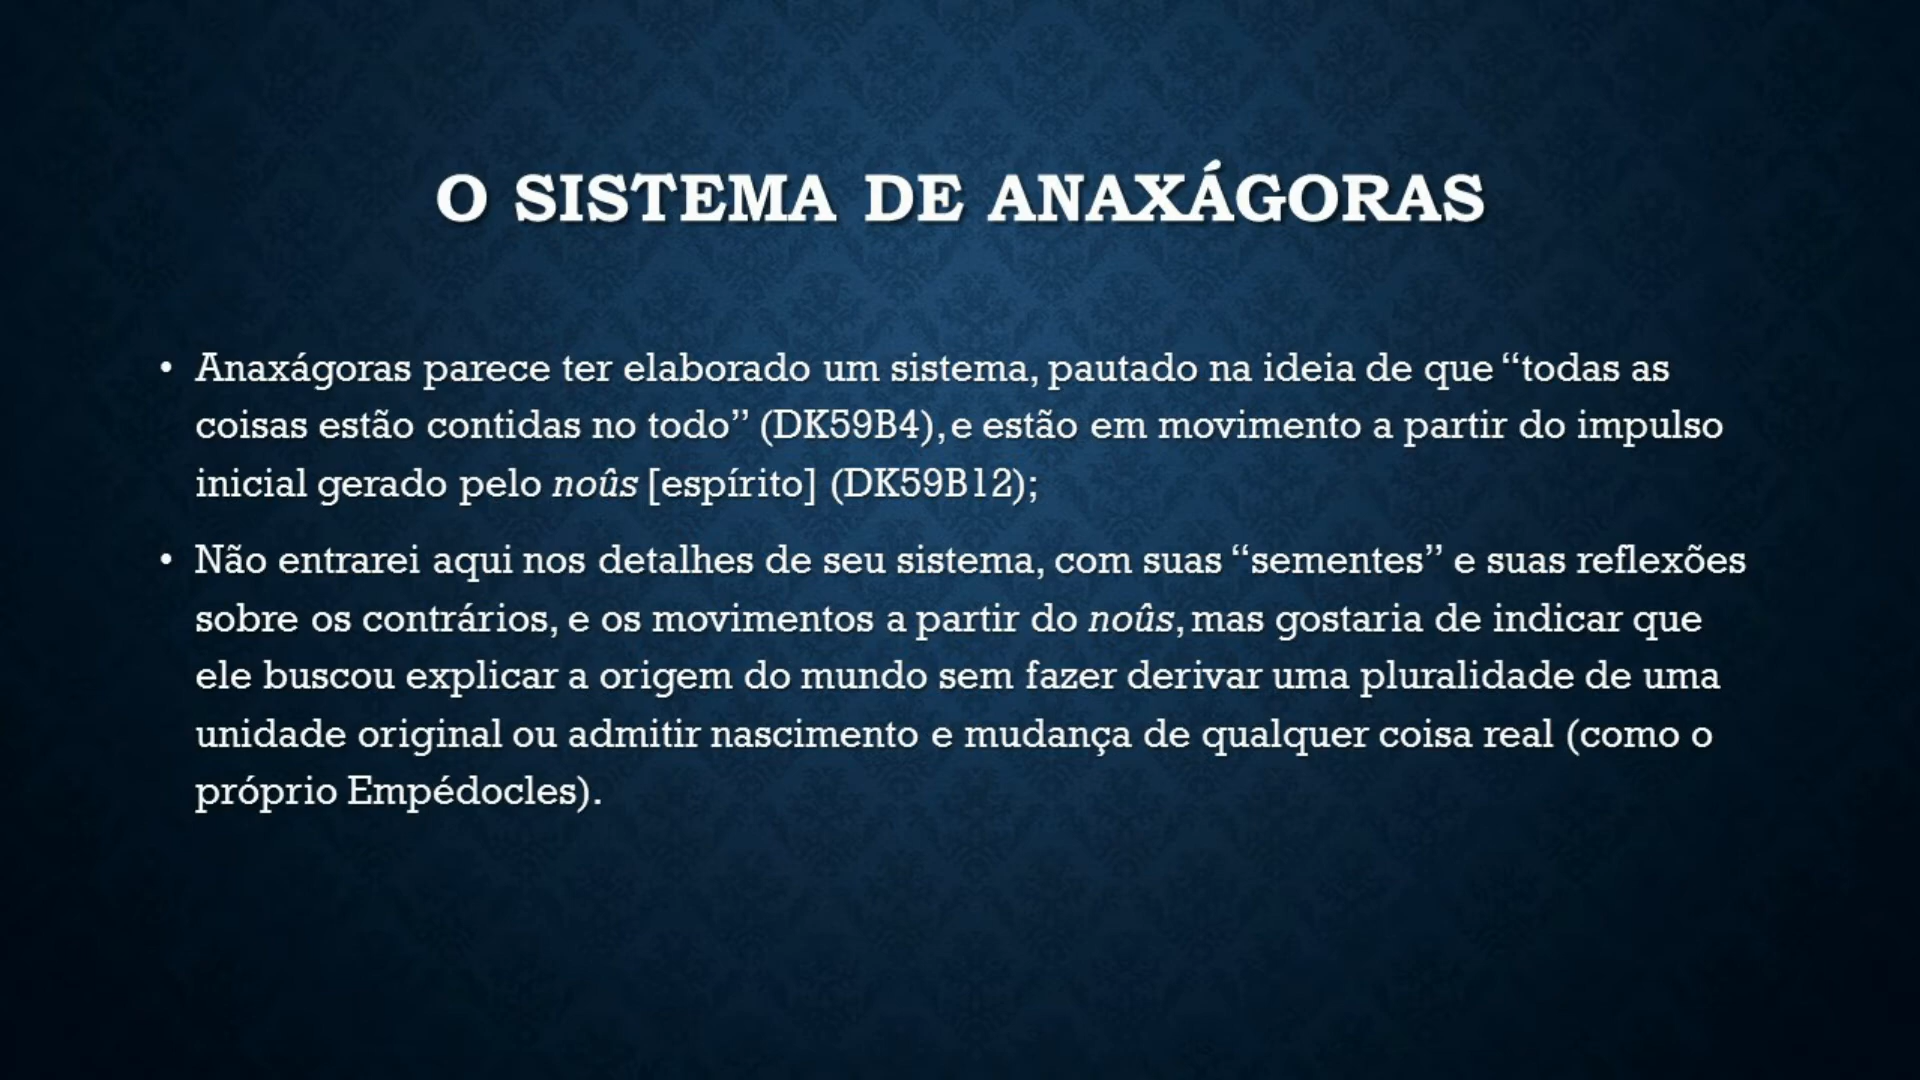 O SISTEMA DE ANAXÁGORAS
• Anaxágoras parece ter elaborado um sistema, pautado na ideia de que “todas as
coisas estão contidas no todo” (DK59B4), e estão em movimento a partir do impulso
inicial gerado pelo noûs [espírito] (DK59B12);
• Não entrarei aqui nos detalhes de seu sistema, com suas “sementes” e suas reflexões
sobre os contrários, e os movimentos a partir do noûs, mas gostaria de indicar que
ele buscou explicar a origem do mundo sem fazer derivar uma pluralidade de uma
unidade original ou admitir nascimento e mudança de qualquer coisa real (como o
próprio Empédocles).